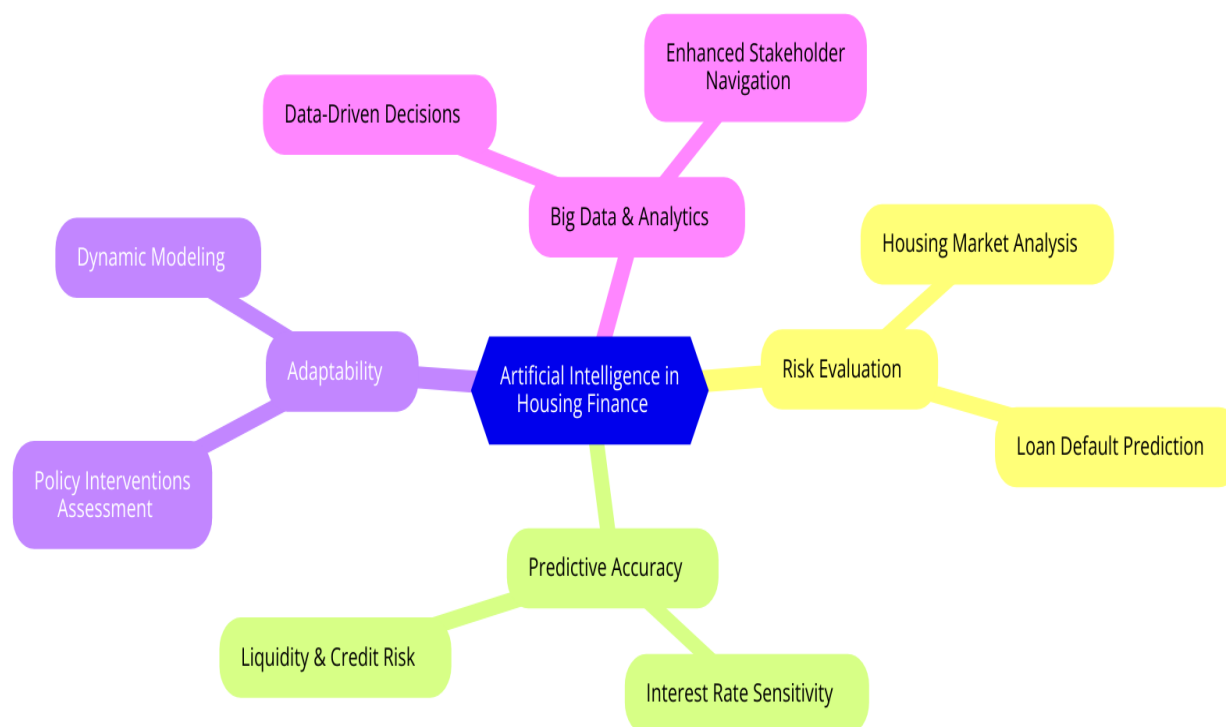 Enhanced Stakeholder
Navigation
Data-Driven Decisions
Big Data & Analytics
Housing Market Analysis
Dynamic Modeling
Risk Evaluation
Adaptability
Artificial Intelligence in
Housing Finance
Loan Default Prediction
Policy Interventions
Assessment
Predictive Accuracy
Liquidity & Credit Risk
Interest Rate Sensitivity